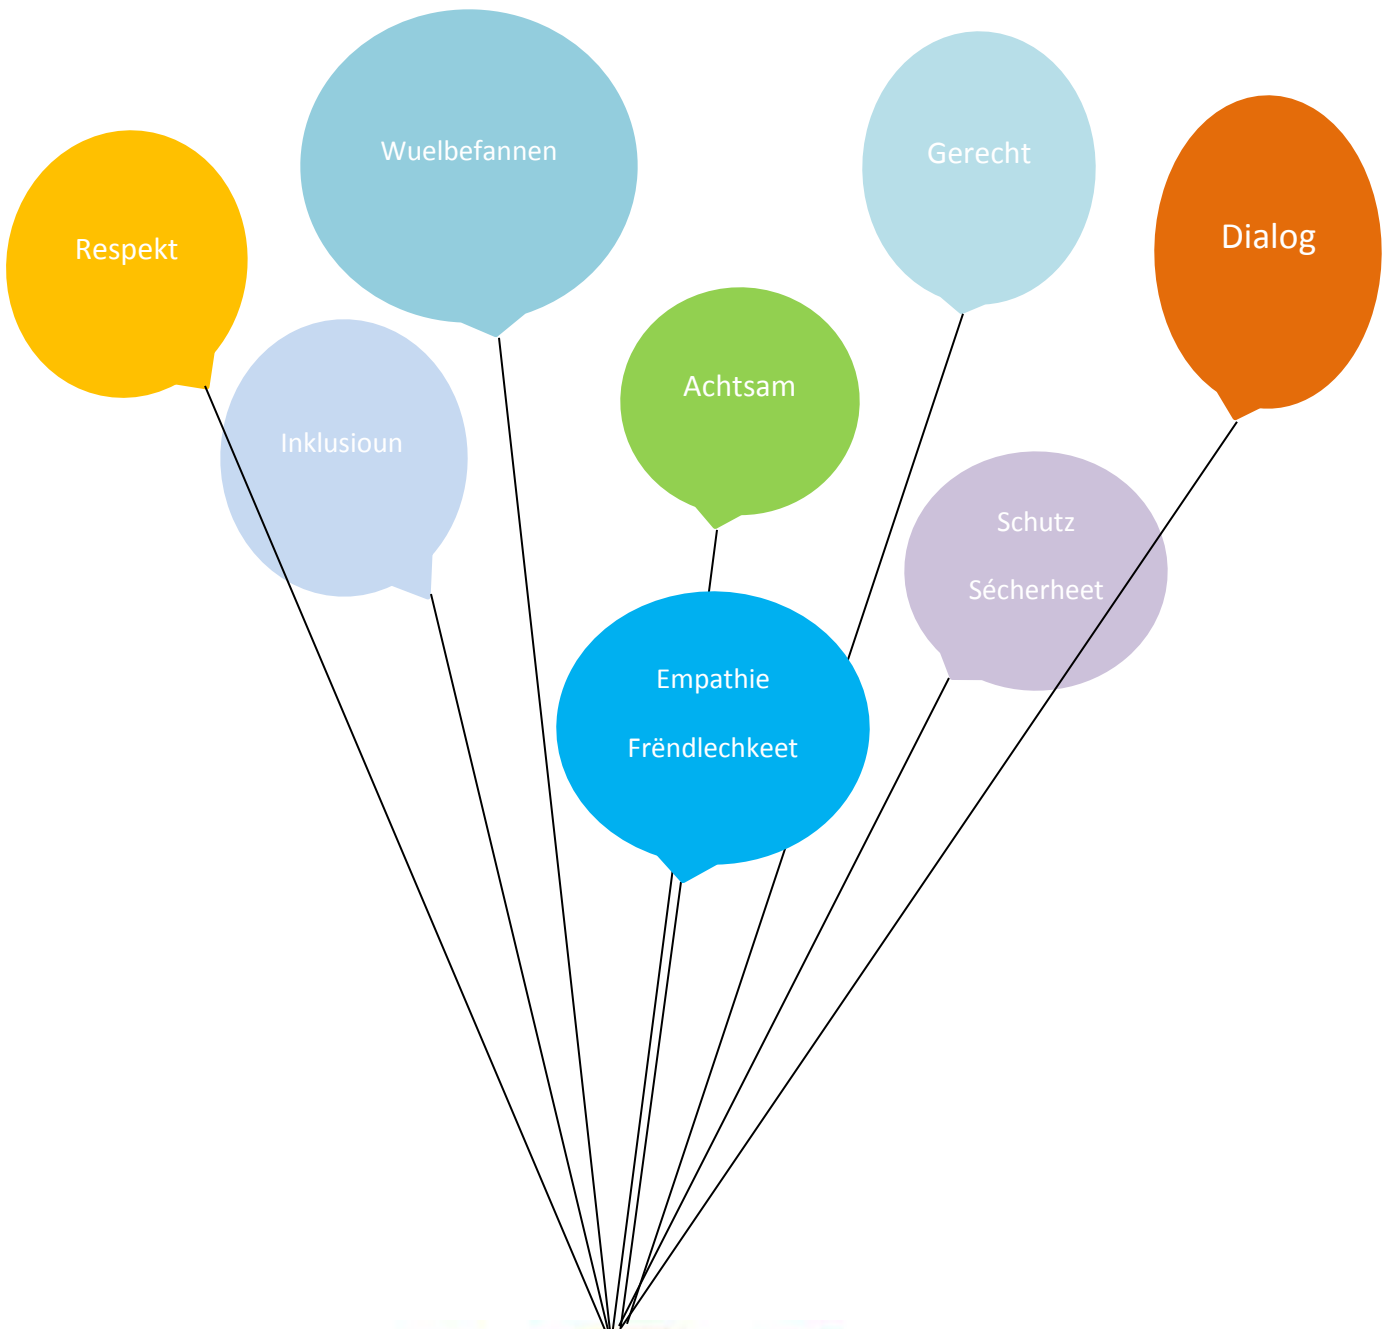 Wuelbefannen
Gerecht
Respekt
Dialog
Achtsam
Inklusioun
Schutz
Sécherheet
Empathie
Frëndlechkeet